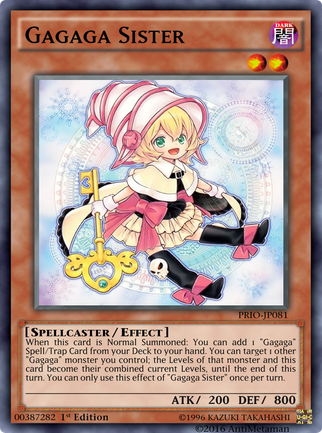 GAGAGA SISTER
DARK
闇
PRIO-JP081
[SPELLCASTER / EFFECT]
When this card is Normal Summoned: You can add 1 "Gagaga"
Spell/Trap Card from your Deck to your hand. You can target 1 other
"Gagaga" monster you control; the Levels of that monster and this
card become their combined current Levels, until the end of this
turn. You can only use this effect of "Gagaga Sister" once per turn.
ATK/ 200 DEF/ 800
00387282 1st Edition ©1996 KAZUKI TAKAHASHI
©2016 AntiMetaman